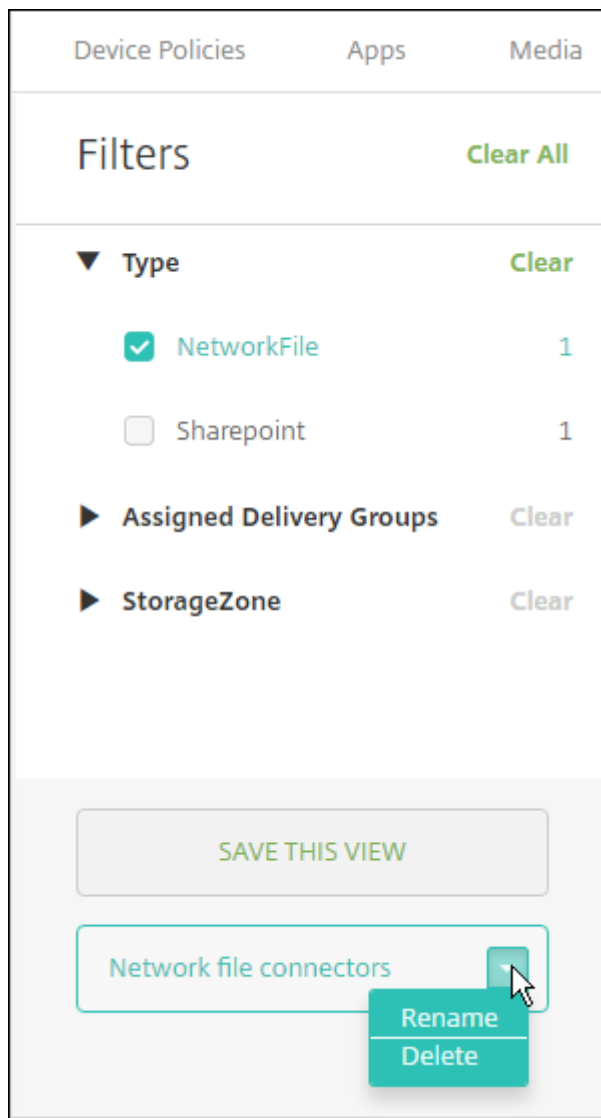 Device Policies Apps Media
Filters Clear All
Type Clear
NetworkFile 1
Sharepoint 1
Assigned Delivery Groups Clear
StorageZone Clear
SAVE THIS VIEW
Network file connectors
Rename
Delete